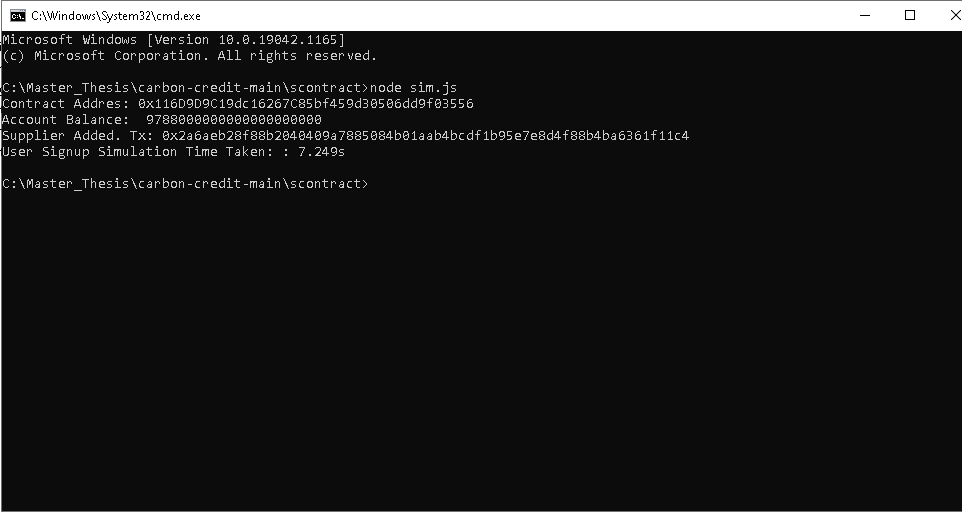 C:\Windows\System32\cmd.exe
Microsoft Windows [Version 10.0.19042.1165]
(c) Microsoft Corporation. All rights reserved.
C:\Master_Thesis\carbon-credit-main\scontract>node sim.js
Contract Addres: 0x116D9D9C19dc16267C85bf459d30506dd9f03556
Account Balance:  9788000000000000000000
Supplier Added. Tx: 0x2a6aeb28f88b2040409a7885084b01aab4bcdf1b95e7e8d4f88b4ba6361f11c4
User Signup Simulation Time Taken: : 7.249s
C:\Master_Thesis\carbon-credit-main\scontract>